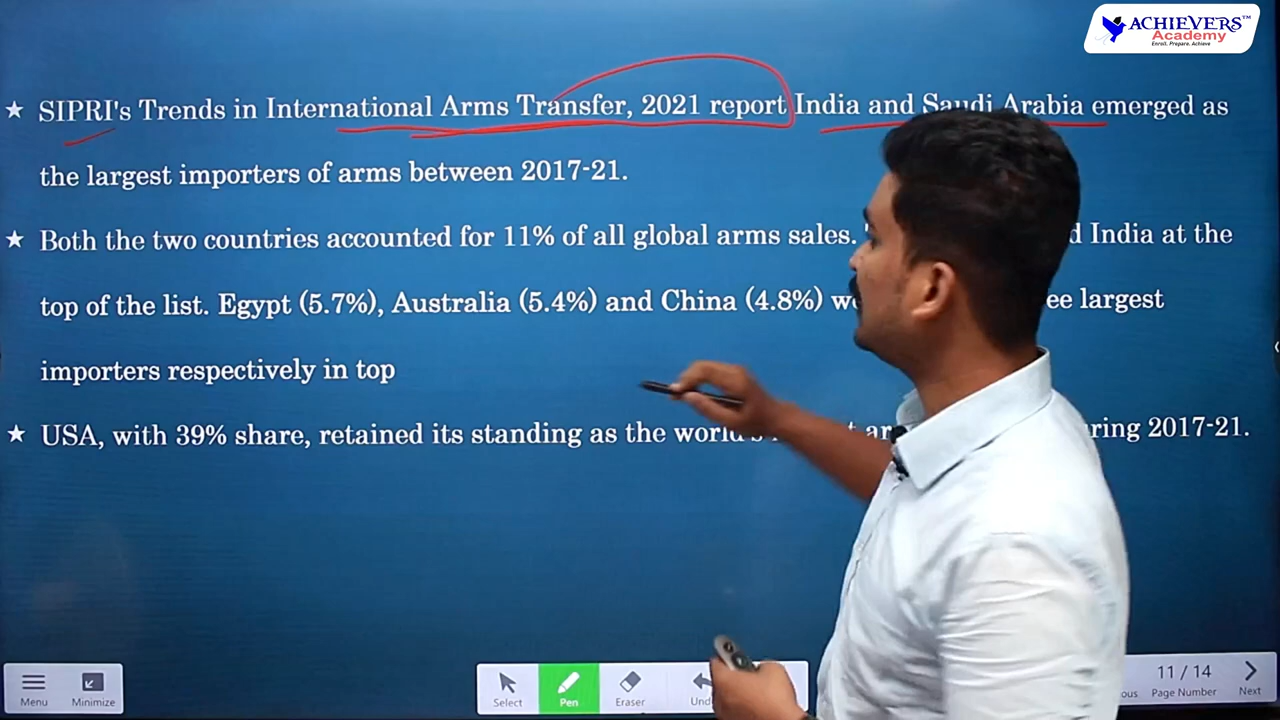 ACHIEVERS™
Academy
Enroll. Prepare. Achieve
★ SIPRI's Trends in International Arms Transfer, 2021 report India and Saudi Arabia emerged as
the largest importers of arms between 2017-21.
★ Both the two countries accounted for 11% of all global arms sales. India at the
top of the list. Egypt (5.7%), Australia (5.4%) and China (4.8%) largest
importers respectively in top
★ USA, with 39% share, retained its standing as the world's 2017-21.
Menu Minimize Select Pen Eraser 11 / 14 Page Number Next